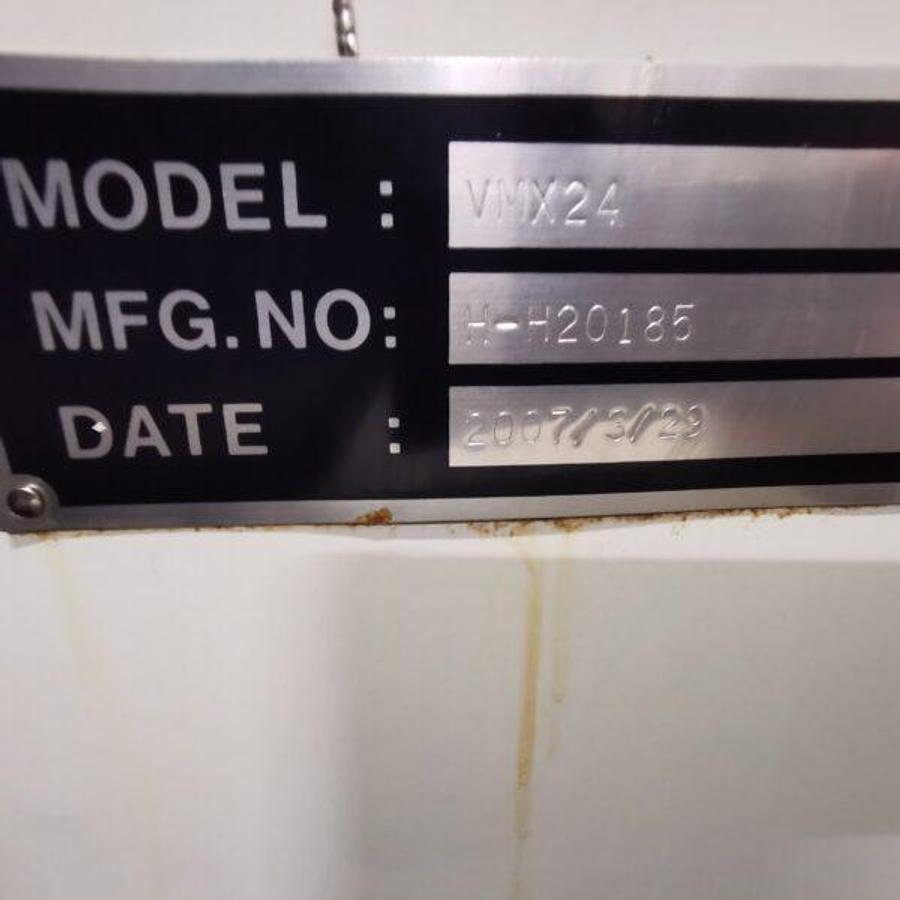 MODEL : VMX24
MFG. NO: H-H20185
DATE : 2007/3/29